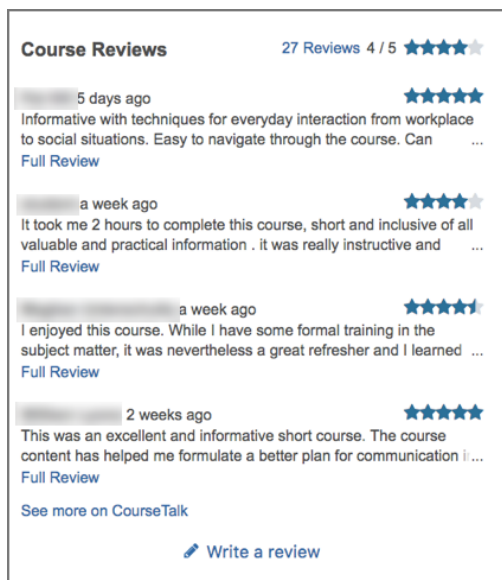 Course Reviews
27 Reviews 4 / 5
5 days ago
Informative with techniques for everyday interaction from workplace
to social situations. Easy to navigate through the course. Can ...
Full Review
a week ago
It took me 2 hours to complete this course, short and inclusive of all
valuable and practical information . it was really instructive and ...
Full Review
a week ago
I enjoyed this course. While I have some formal training in the
subject matter, it was nevertheless a great refresher and I learned ...
Full Review
2 weeks ago
This was an excellent and informative short course. The course
content has helped me formulate a better plan for communication i...
Full Review
See more on CourseTalk
Write a review